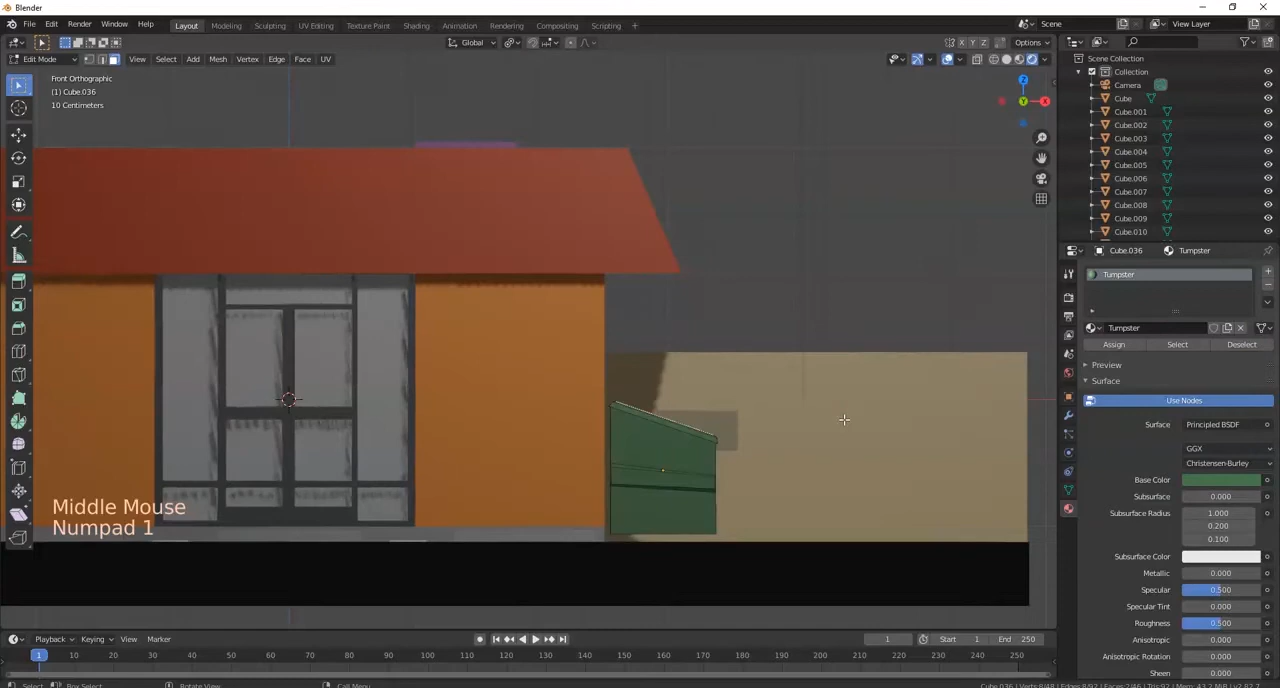 Blender
File Edit Render Window Help Layout Modeling Sculpting UV Editing Texture Paint Shading Animation Rendering Compositing Scripting + Scene View Layer
Global X Y Z Options
Edit Mode View Select Add Mesh Vertex Edge Face UV
Front Orthographic
(1) Cube.036
10 Centimeters
Z
Y
X
Scene Collection
Collection
Camera
Cube
Cube.001
Cube.002
Cube.003
Cube.004
Cube.005
Cube.006
Cube.007
Cube.008
Cube.009
Cube.010
Cube.036 Tumpster
Tumpster
Tumpster
Assign Select Deselect
Preview
Surface
Use Nodes
Surface Principled BSDF
GGX
Christensen-Burley
Base Color
Subsurface 0.000
Subsurface Radius 1.000
0.200
0.100
Subsurface Color
Metallic 0.000
Specular 0.500
Specular Tint 0.000
Roughness 0.500
Anisotropic 0.000
Anisotropic Rotation 0.000
Sheen 0.000
Middle Mouse
Numpad 1
Playback Keying View Marker 1 Start 1 End 250
1 10 20 30 40 50 60 70 80 90 100 110 120 130 140 150 160 170 180 190 200 210 220 230 240 250
Select Box Select Rotate View Call Menu